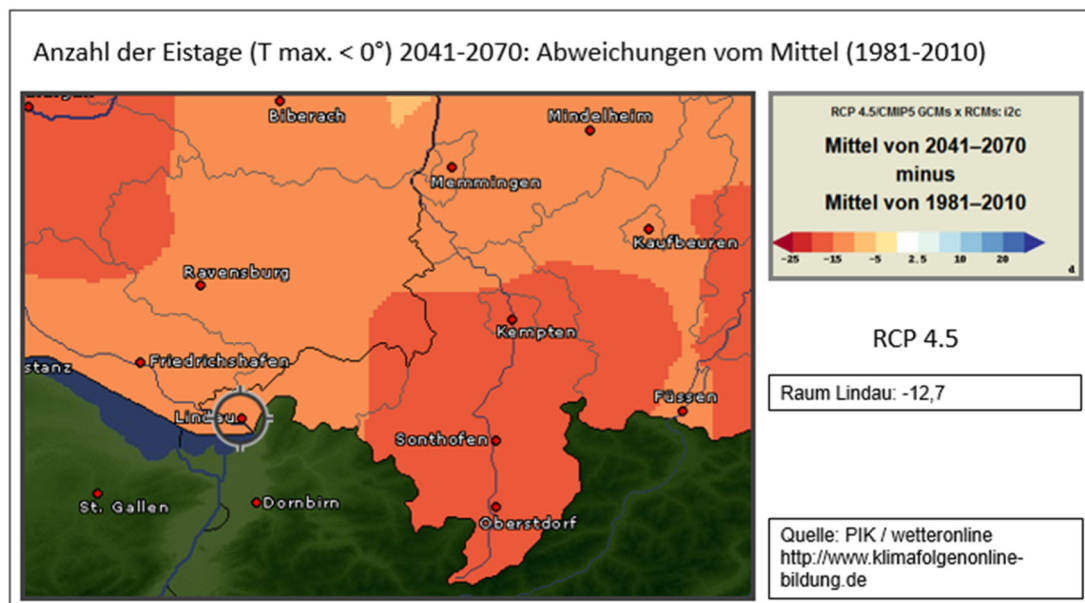 Anzahl der Eistage (T max. < 0°) 2041-2070: Abweichungen vom Mittel (1981-2010)
Biberach
Mindelheim
Memmingen
Kaufbeuren
Ravensburg
Kempten
Friedrichshafen
stanz
Lindau
Füssen
Sonthofen
St. Gallen
Dornbirn
Oberstdorf
RCP 4.5/CMIP5 GCMs x RCMs: i2c
Mittel von 2041–2070
minus
Mittel von 1981–2010
-25 -15 -5 2.5 10 20
d
RCP 4.5
Raum Lindau: -12,7
Quelle: PIK / wetteronline
http://www.klimafolgenonline-
bildung.de